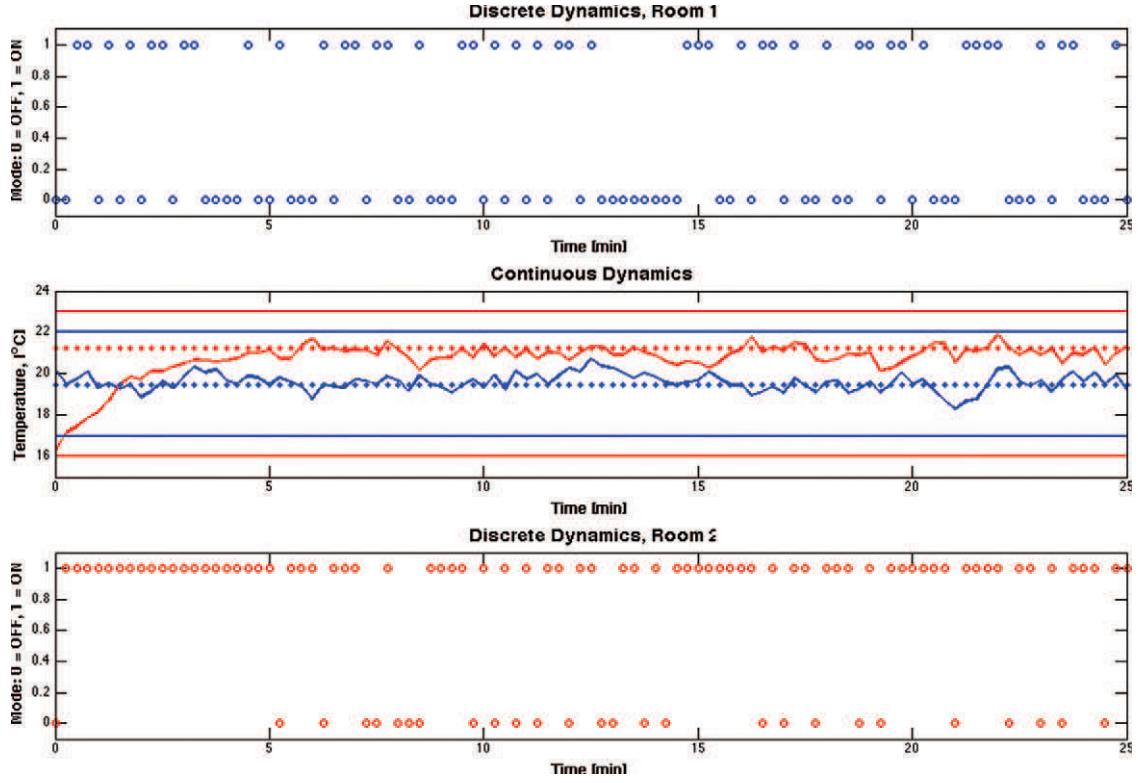 Discrete Dynamics, Room 1
Mode: 0 = OFF, 1 = ON
1
0.8
0.6
0.4
0.2
0
0 5 10 15 20 25
Time [min]
Continuous Dynamics
Temperature, [°C]
24
22
20
18
16
0 5 10 15 20 25
Time [min]
Discrete Dynamics, Room 2
Mode: 0 = OFF, 1 = ON
1
0.8
0.6
0.4
0.2
0
0 5 10 15 20 25
Time [min]